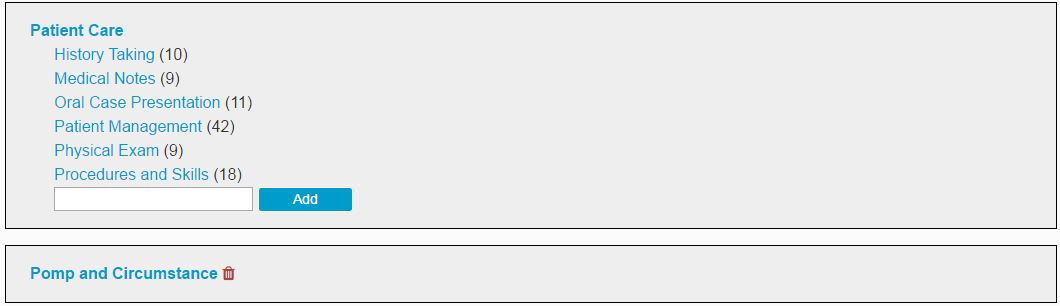 Patient Care
History Taking (10)
Medical Notes (9)
Oral Case Presentation (11)
Patient Management (42)
Physical Exam (9)
Procedures and Skills (18)
Add
Pomp and Circumstance